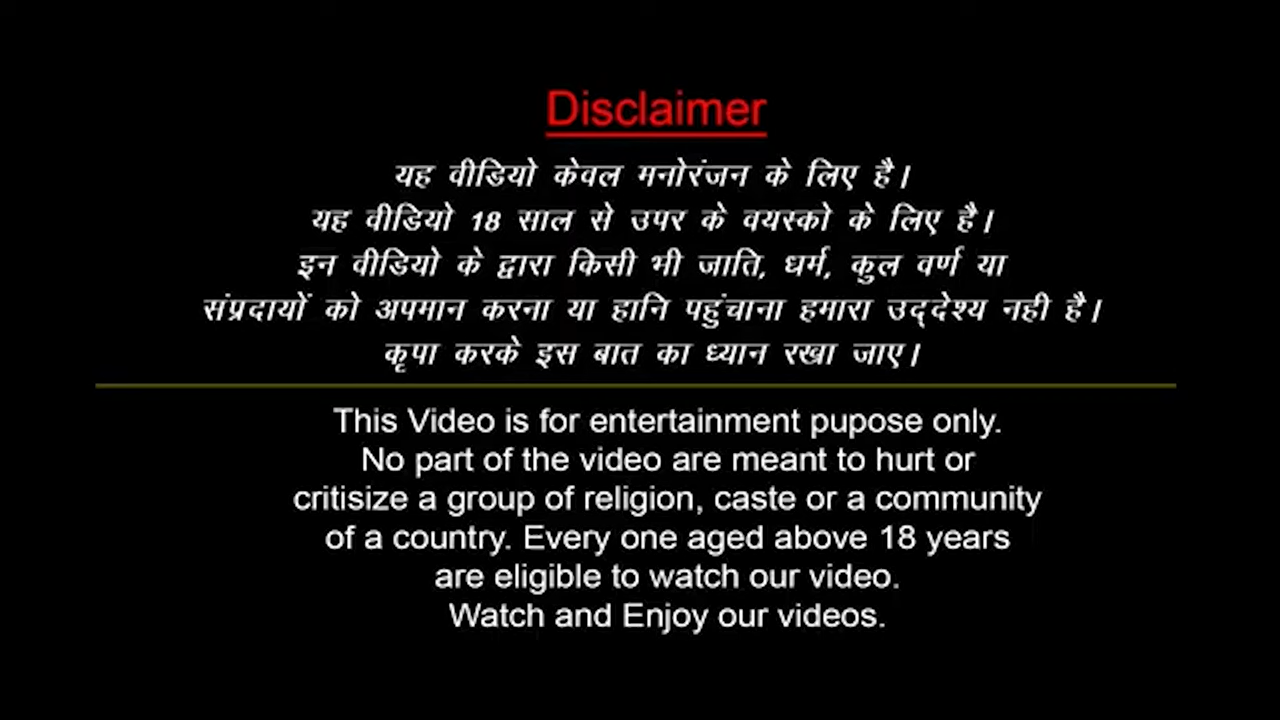 Disclaimer
यह वीडियो केवल मनोरंजन के लिए है।
यह वीडियो 18 साल से उपर के वयस्को के लिए है।
इन वीडियो के द्वारा किसी भी जाति, धर्म, कुल वर्ण या
संप्रदायों को अपमान करना या हानि पहुंचाना हमारा उद्देश्य नही है।
कृपा करके इस बात का ध्यान रखा जाए।
This Video is for entertainment pupose only.
No part of the video are meant to hurt or
critisize a group of religion, caste or a community
of a country. Every one aged above 18 years
are eligible to watch our video.
Watch and Enjoy our videos.